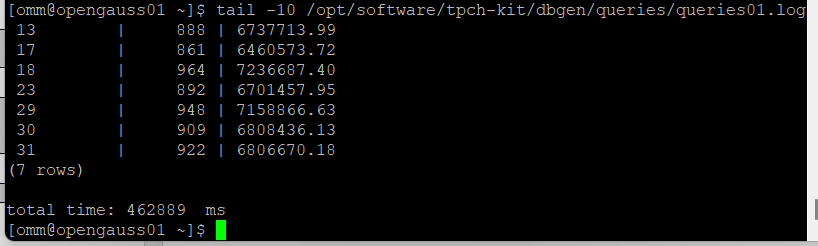 [omm@opengauss01 ~]$ tail -10 /opt/software/tpch-kit/dbgen/queries/queries01.log
13 | 888 | 6737713.99
17 | 861 | 6460573.72
18 | 964 | 7236687.40
23 | 892 | 6701457.95
29 | 948 | 7158866.63
30 | 909 | 6808436.13
31 | 922 | 6806670.18
(7 rows)
total time: 462889  ms
[omm@opengauss01 ~]$